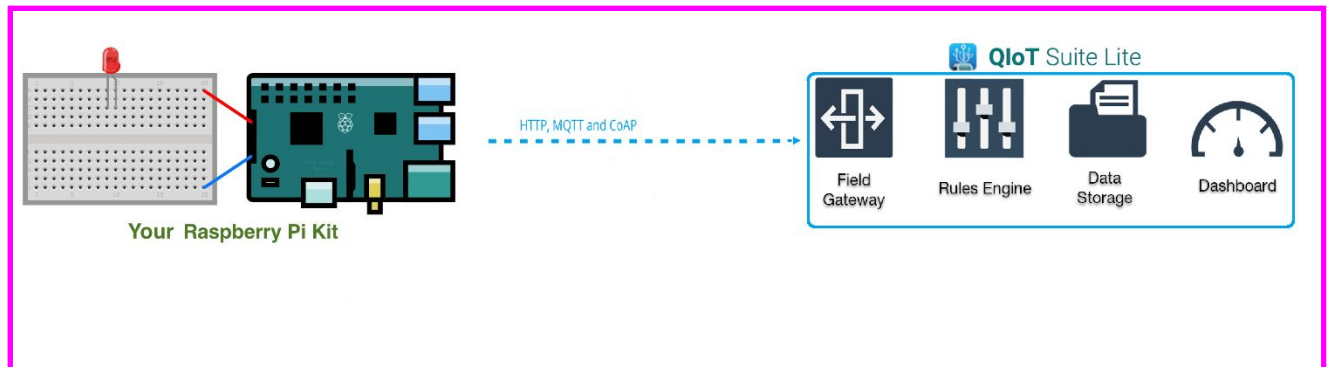 QIoT Suite Lite
HTTP, MQTT and CoAP
Field
Gateway
Rules Engine
Data
Storage
Dashboard
Your Raspberry Pi Kit